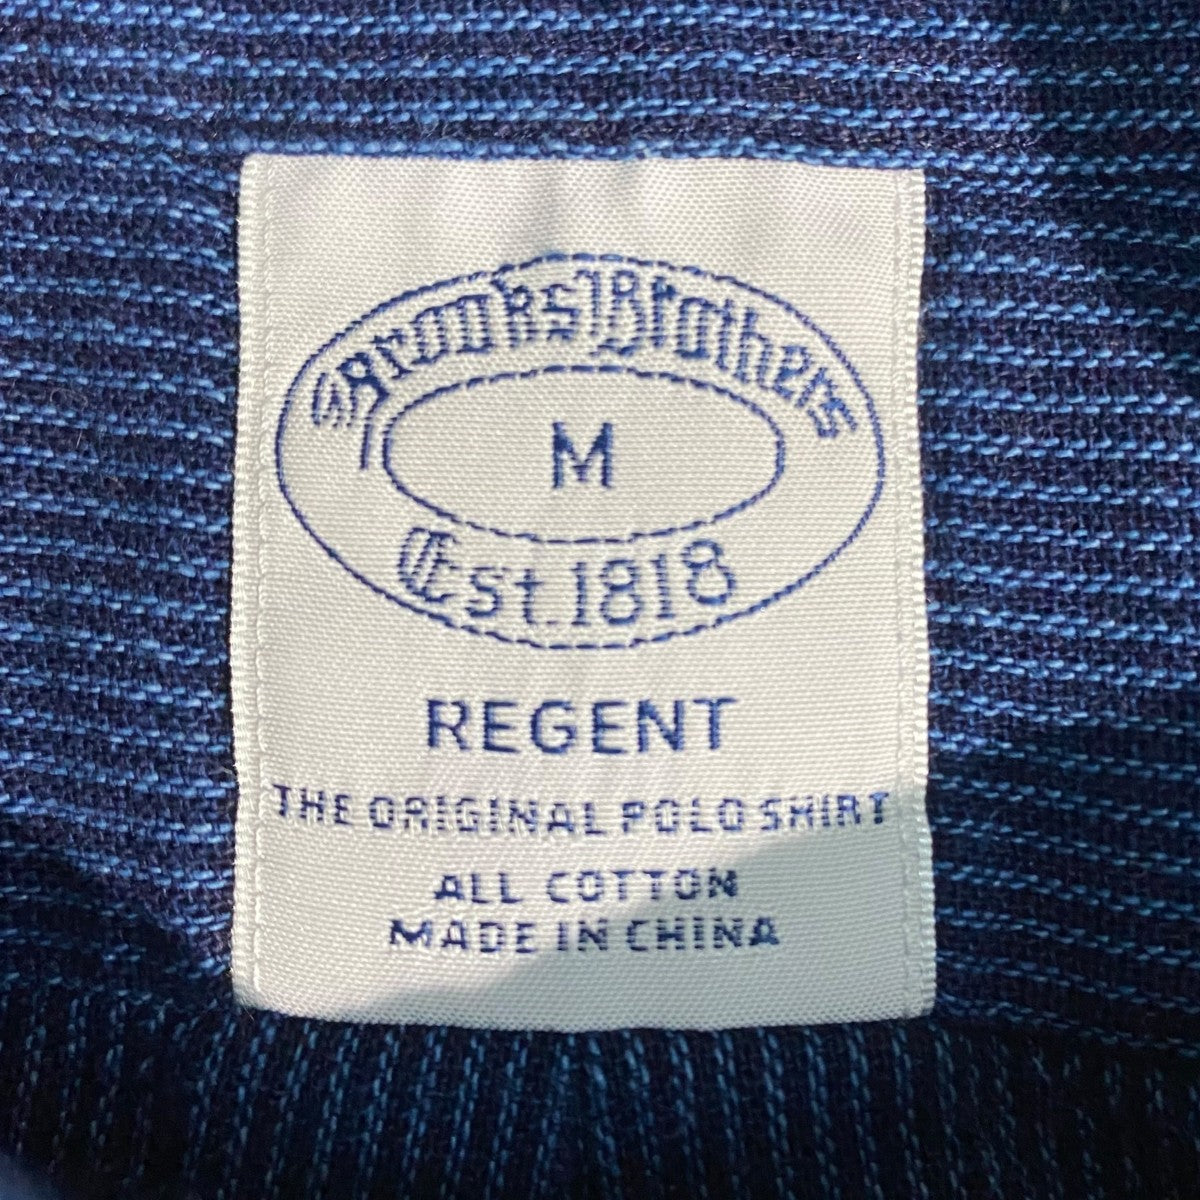 Brooks Brothers
M
Est.1818
REGENT
THE ORIGINAL POLO SHIRT
ALL COTTON
MADE IN CHINA